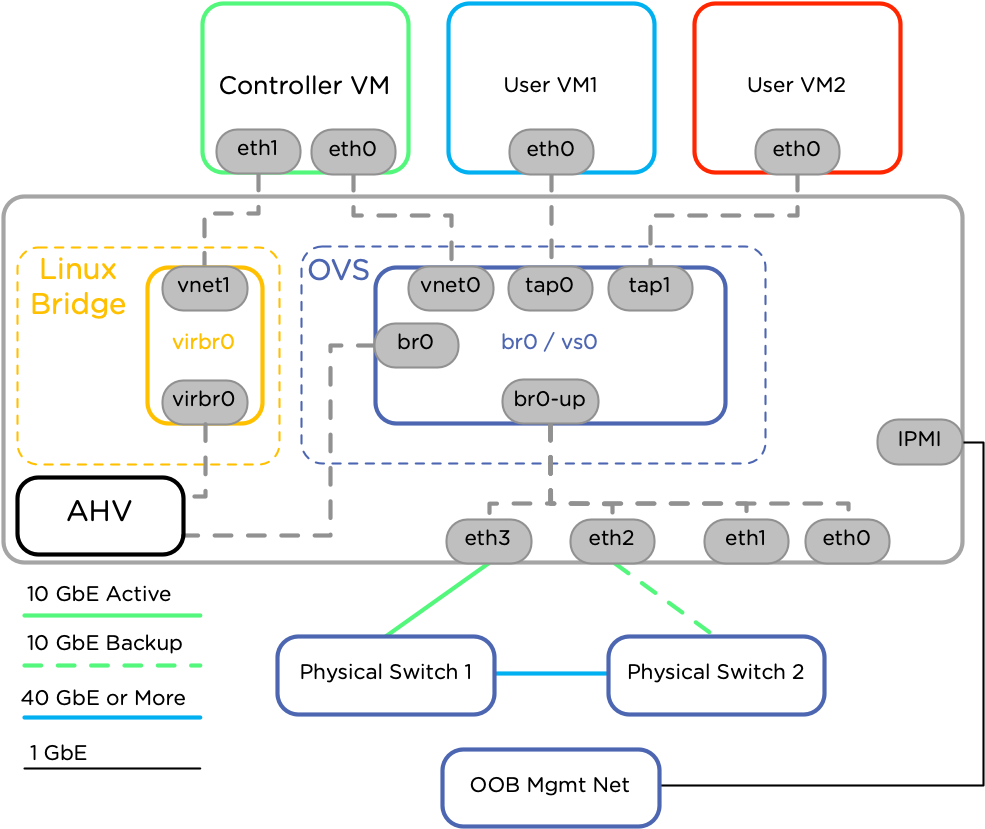 Controller VM
User VM1
User VM2
eth1
eth0
eth0
eth0
Linux
Bridge
OVS
vnet1
vnet0
tap0
tap1
virbr0
br0
br0 / vs0
virbr0
br0-up
IPMI
AHV
eth3
eth2
eth1
eth0
10 GbE Active
10 GbE Backup
40 GbE or More
1 GbE
Physical Switch 1
Physical Switch 2
OOB Mgmt Net